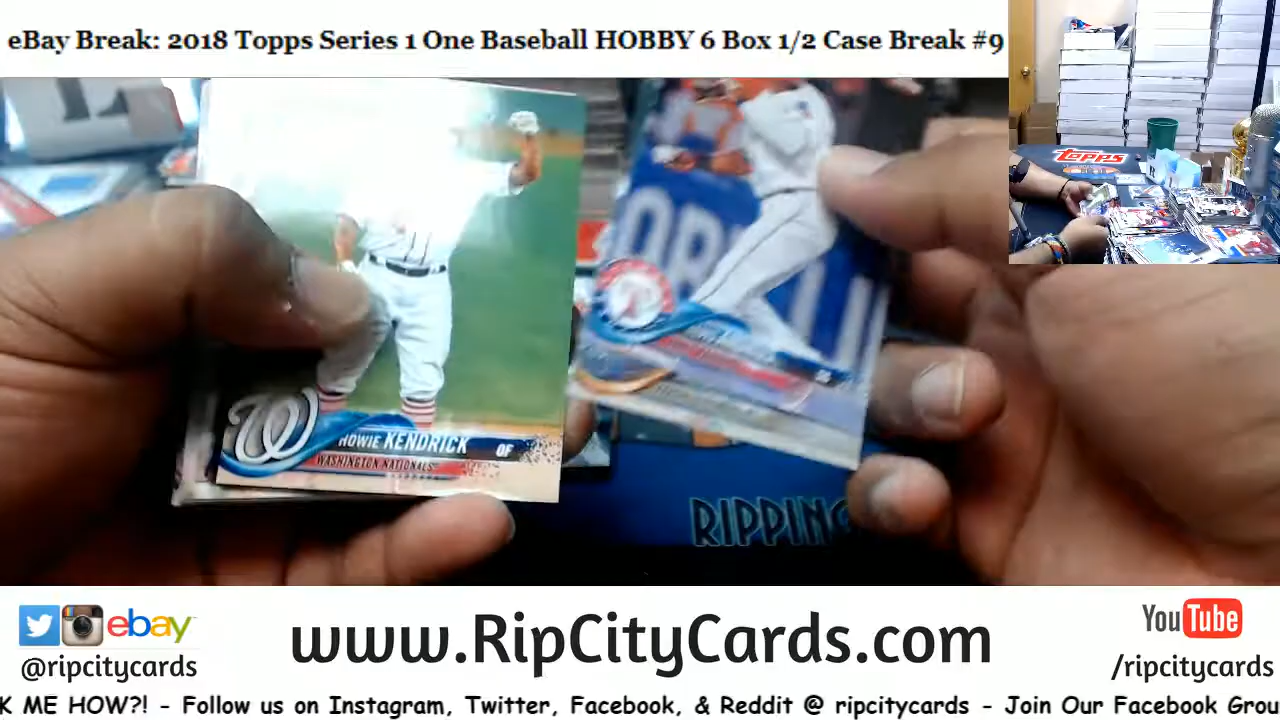 eBay Break: 2018 Topps Series 1 One Baseball HOBBY 6 Box 1/2 Case Break #9
topps
HOWIE KENDRICK OF
WASHINGTON NATIONALS
RIPPING
ebay
@ripcitycards
www.RipCityCards.com
YouTube
/ripcitycards
K ME HOW?! - Follow us on Instagram, Twitter, Facebook, & Reddit @ ripcitycards - Join Our Facebook Grou